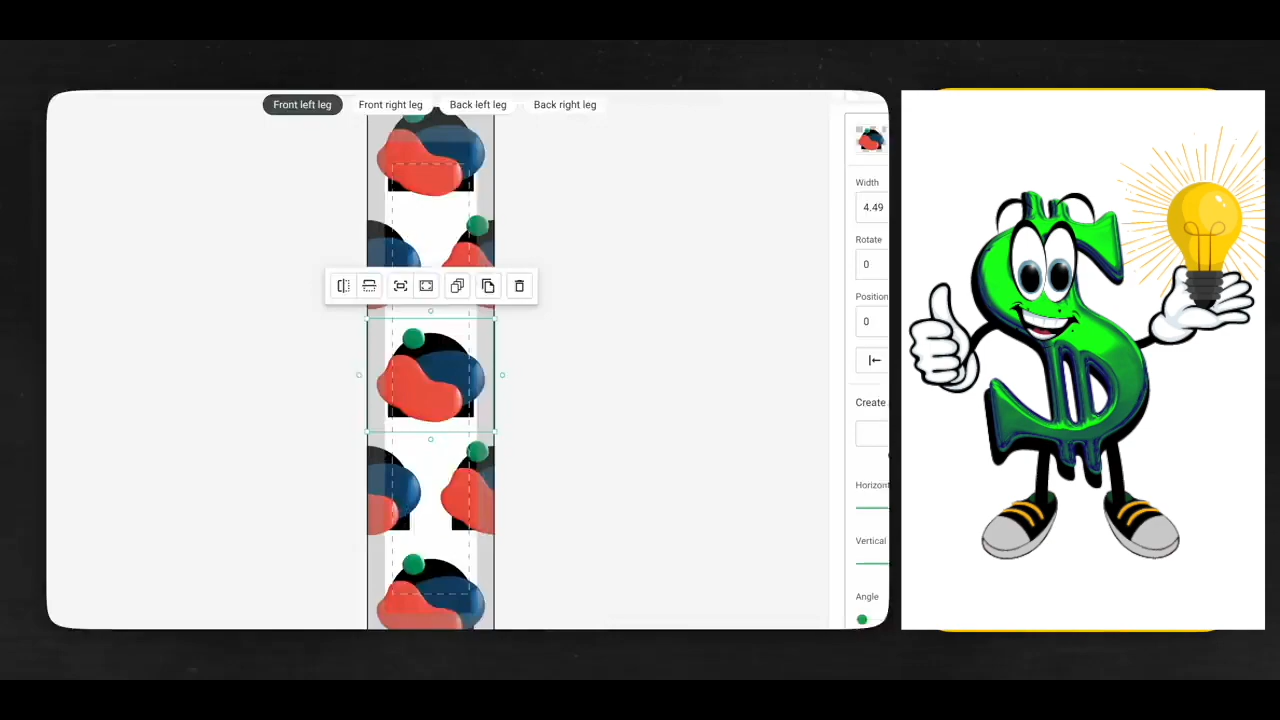 Front left leg
Front right leg
Back left leg
Back right leg
Width
4.49
Rotate
0
Position
0
Create
Horizont
Vertical
Angle